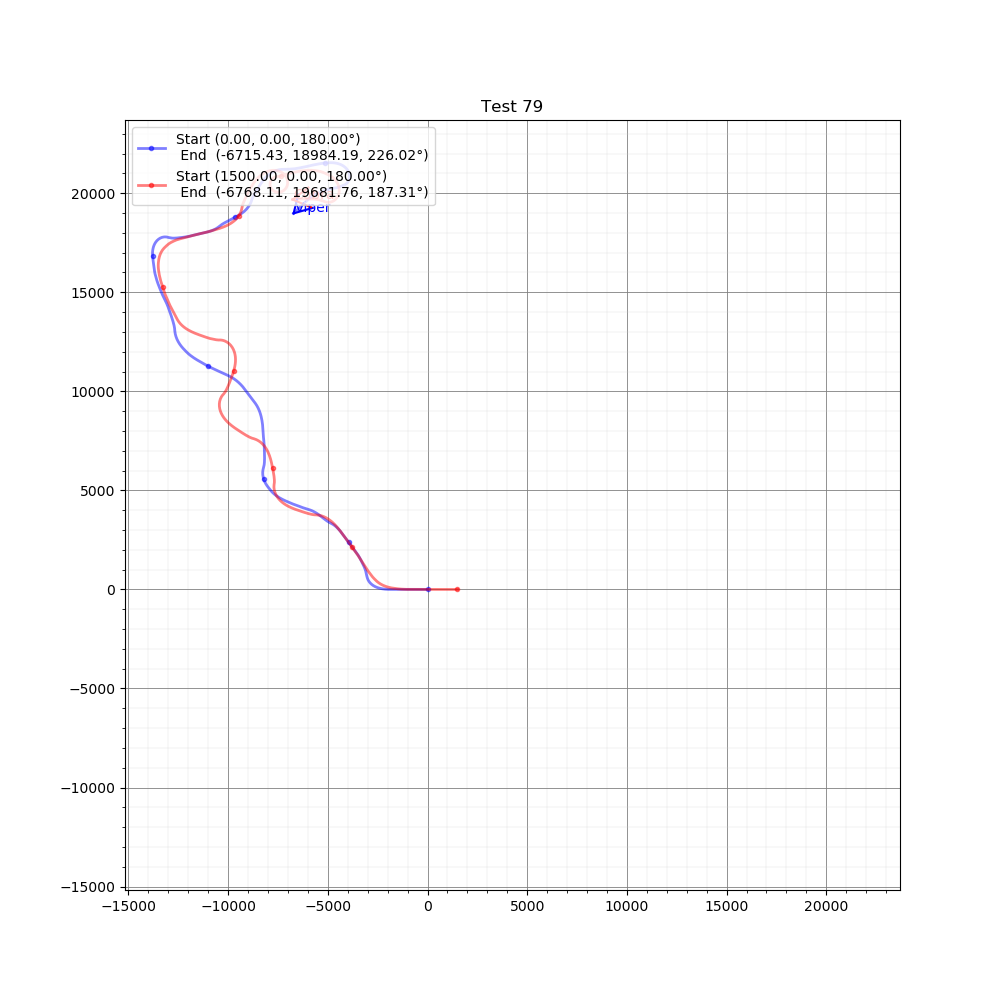 Test 79
Start (0.00, 0.00, 180.00°)
End (-6715.43, 18984.19, 226.02°)
Start (1500.00, 0.00, 180.00°)
End (-6768.11, 19681.76, 187.31°)
Viper
20000
15000
10000
5000
0
−5000
−10000
−15000
−15000 −10000 −5000 0 5000 10000 15000 20000